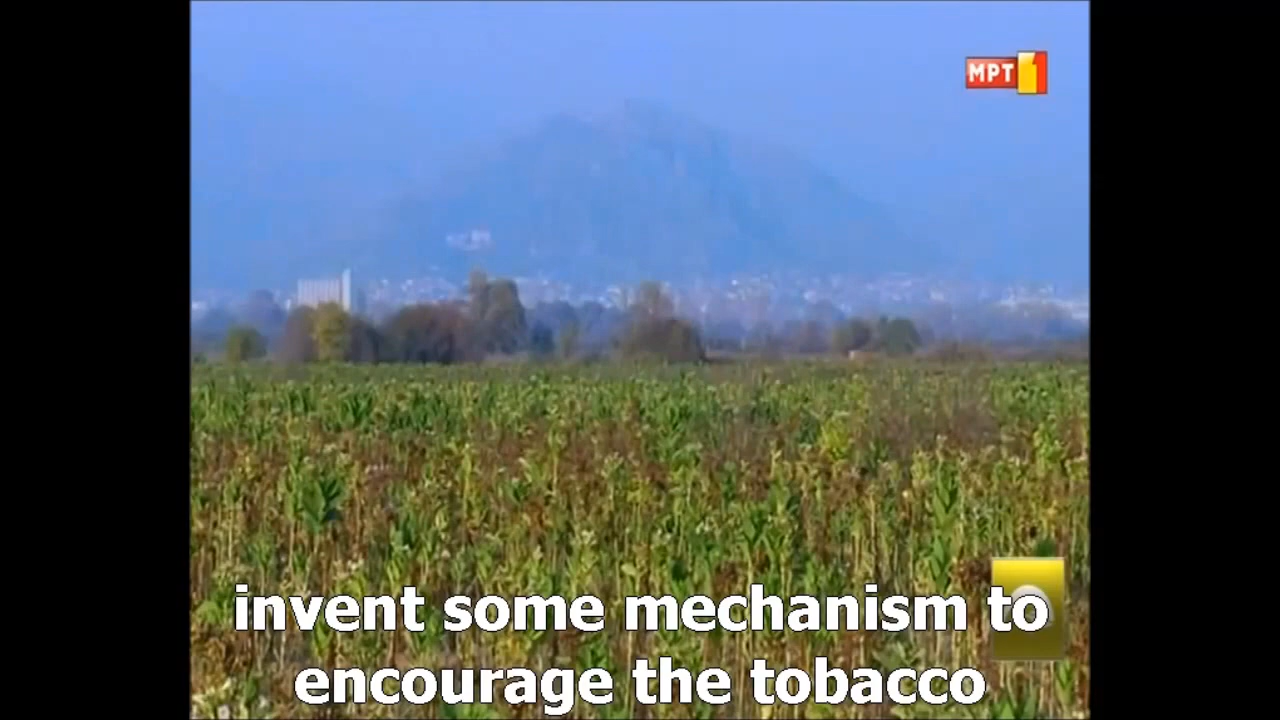 МРТ 1
invent some mechanism to
encourage the tobacco